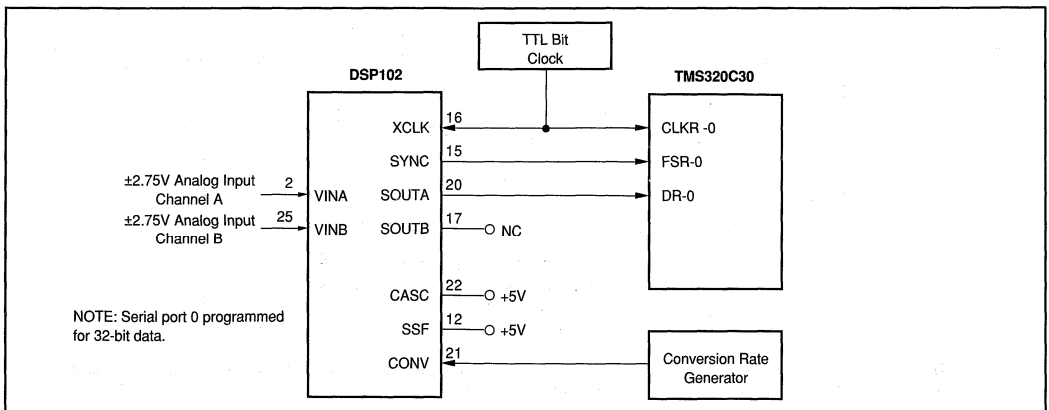 TTL Bit
Clock
DSP102
TMS320C30
XCLK
16
CLKR -0
SYNC
15
FSR-0
±2.75V Analog Input
Channel A
2
VINA
SOUTA
20
DR-0
±2.75V Analog Input
Channel B
25
VINB
SOUTB
17
NC
CASC
22
+5V
NOTE: Serial port 0 programmed
for 32-bit data.
SSF
12
+5V
CONV
21
Conversion Rate
Generator